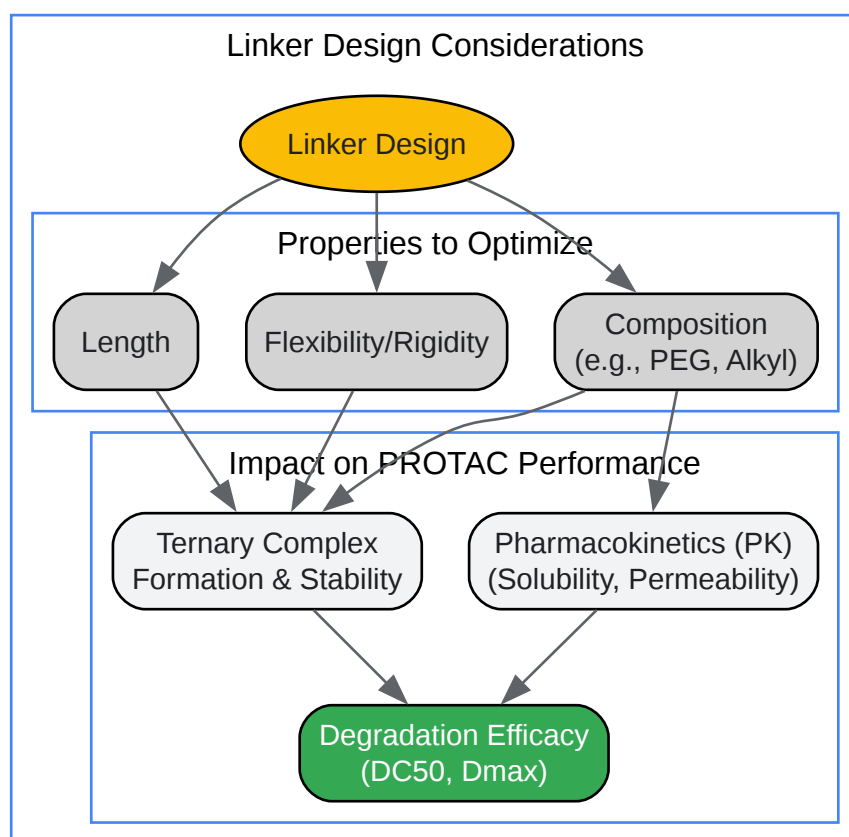 Linker Design Considerations
Linker Design
Properties to Optimize
Length
Flexibility/Rigidity
Composition
(e.g., PEG, Alkyl)
Impact on PROTAC Performance
Ternary Complex
Formation & Stability
Pharmacokinetics (PK)
(Solubility, Permeability)
Degradation Efficacy
(DC50, Dmax)